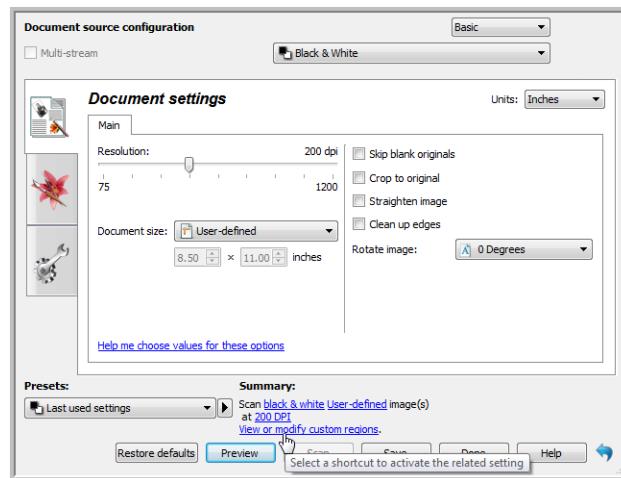 Document source configuration
Basic
Multi-stream
Black & White
Document settings
Units: Inches
Main
Resolution: 200 dpi
75 1200
Skip blank originals
Crop to original
Straighten image
Clean up edges
Document size: User-defined
8.50 × 11.00 inches
Rotate image: 0 Degrees
Help me choose values for these options
Presets:
Last used settings
Summary:
Scan black & white User-defined image(s)
at 200 DPI
View or modify custom regions.
Restore defaults Preview Scan Save Done Help
Select a shortcut to activate the related setting